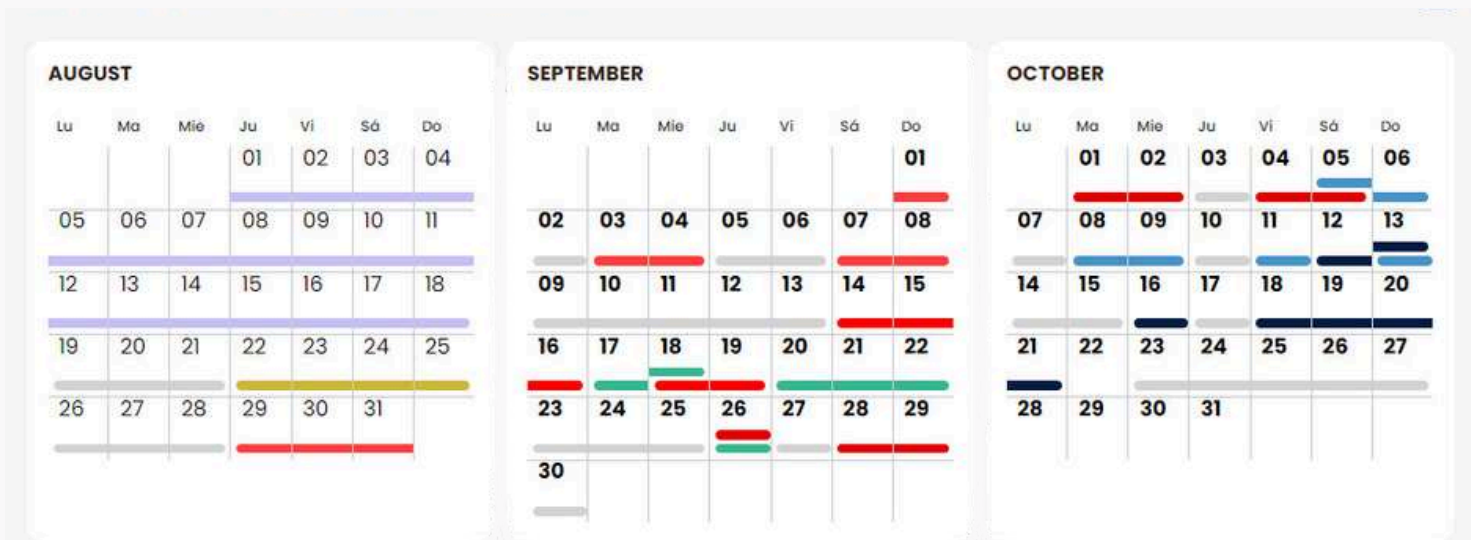 AUGUST
Lu Ma Mie Ju Vi Sá Do
01 02 03 04
05 06 07 08 09 10 11
12 13 14 15 16 17 18
19 20 21 22 23 24 25
26 27 28 29 30 31
SEPTEMBER
Lu Ma Mie Ju Vi Sá Do
01
02 03 04 05 06 07 08
09 10 11 12 13 14 15
16 17 18 19 20 21 22
23 24 25 26 27 28 29
30
OCTOBER
Lu Ma Mie Ju Vi Sá Do
01 02 03 04 05 06
07 08 09 10 11 12 13
14 15 16 17 18 19 20
21 22 23 24 25 26 27
28 29 30 31